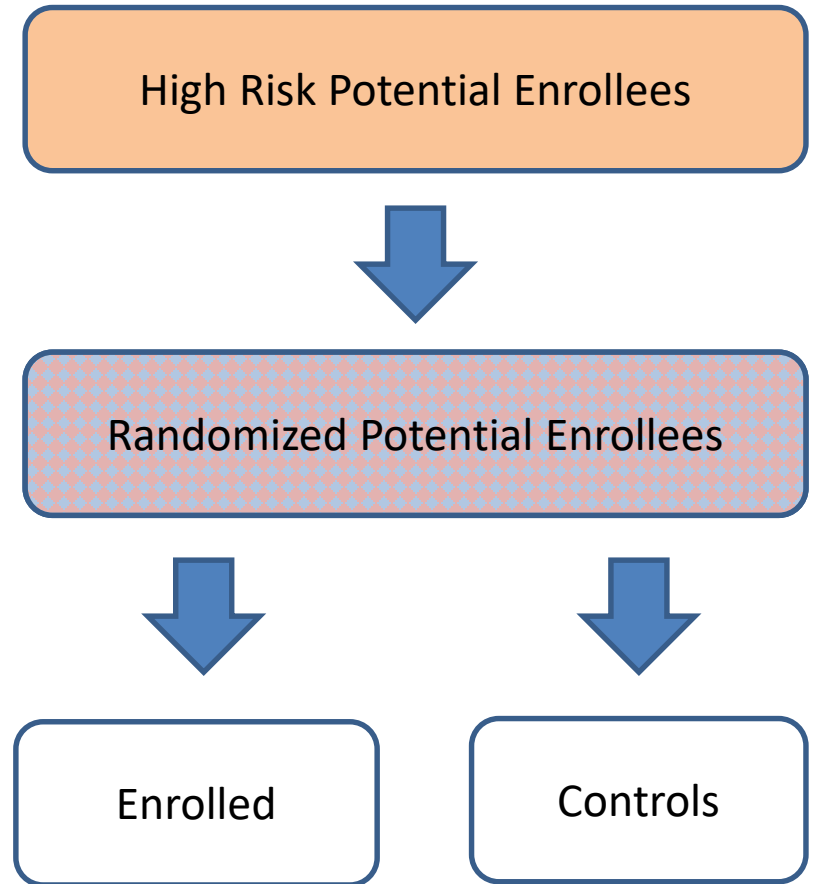 High Risk Potential Enrollees
Randomized Potential Enrollees
Enrolled
Controls